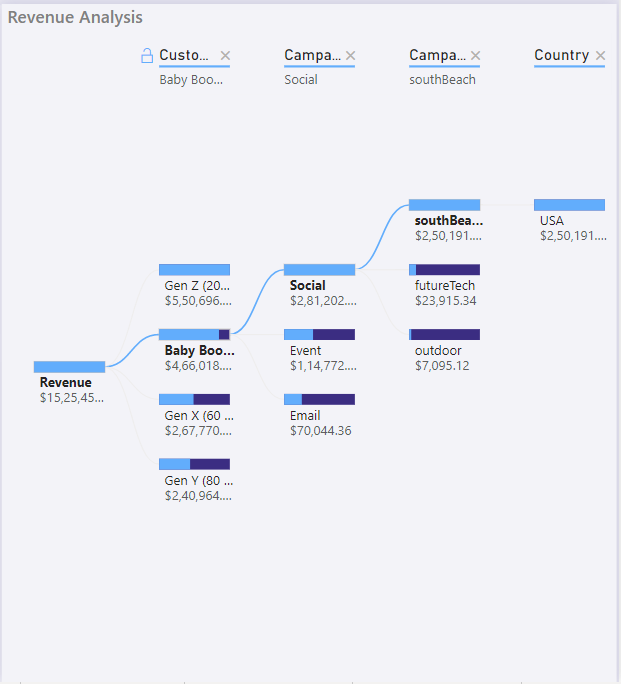 Revenue Analysis
Custo... Campa... Campa... Country
Baby Boo... Social southBeach
southBea... USA
$2,50,191.... $2,50,191....
Gen Z (20... Social futureTech
$5,50,696.... $2,81,202.... $23,915.34
Baby Boo... Event outdoor
$4,66,018.... $1,14,772.... $7,095.12
Revenue
$15,25,45...
Gen X (60 ... Email
$2,67,770.... $70,044.36
Gen Y (80 ...
$2,40,964....